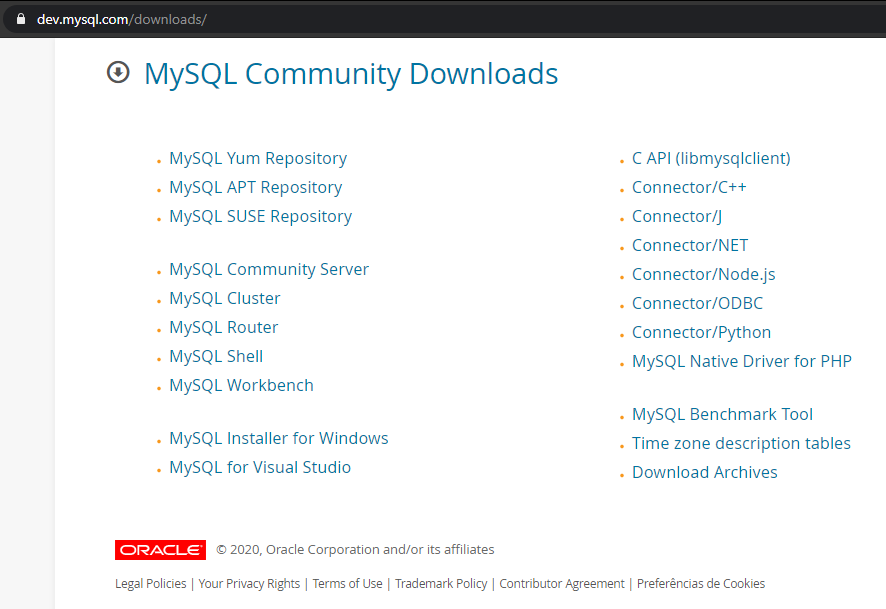 dev.mysql.com/downloads/
MySQL Community Downloads
MySQL Yum Repository
MySQL APT Repository
MySQL SUSE Repository
MySQL Community Server
MySQL Cluster
MySQL Router
MySQL Shell
MySQL Workbench
MySQL Installer for Windows
MySQL for Visual Studio
C API (libmysqlclient)
Connector/C++
Connector/J
Connector/NET
Connector/Node.js
Connector/ODBC
Connector/Python
MySQL Native Driver for PHP
MySQL Benchmark Tool
Time zone description tables
Download Archives
ORACLE © 2020, Oracle Corporation and/or its affiliates
Legal Policies | Your Privacy Rights | Terms of Use | Trademark Policy | Contributor Agreement | Preferências de Cookies